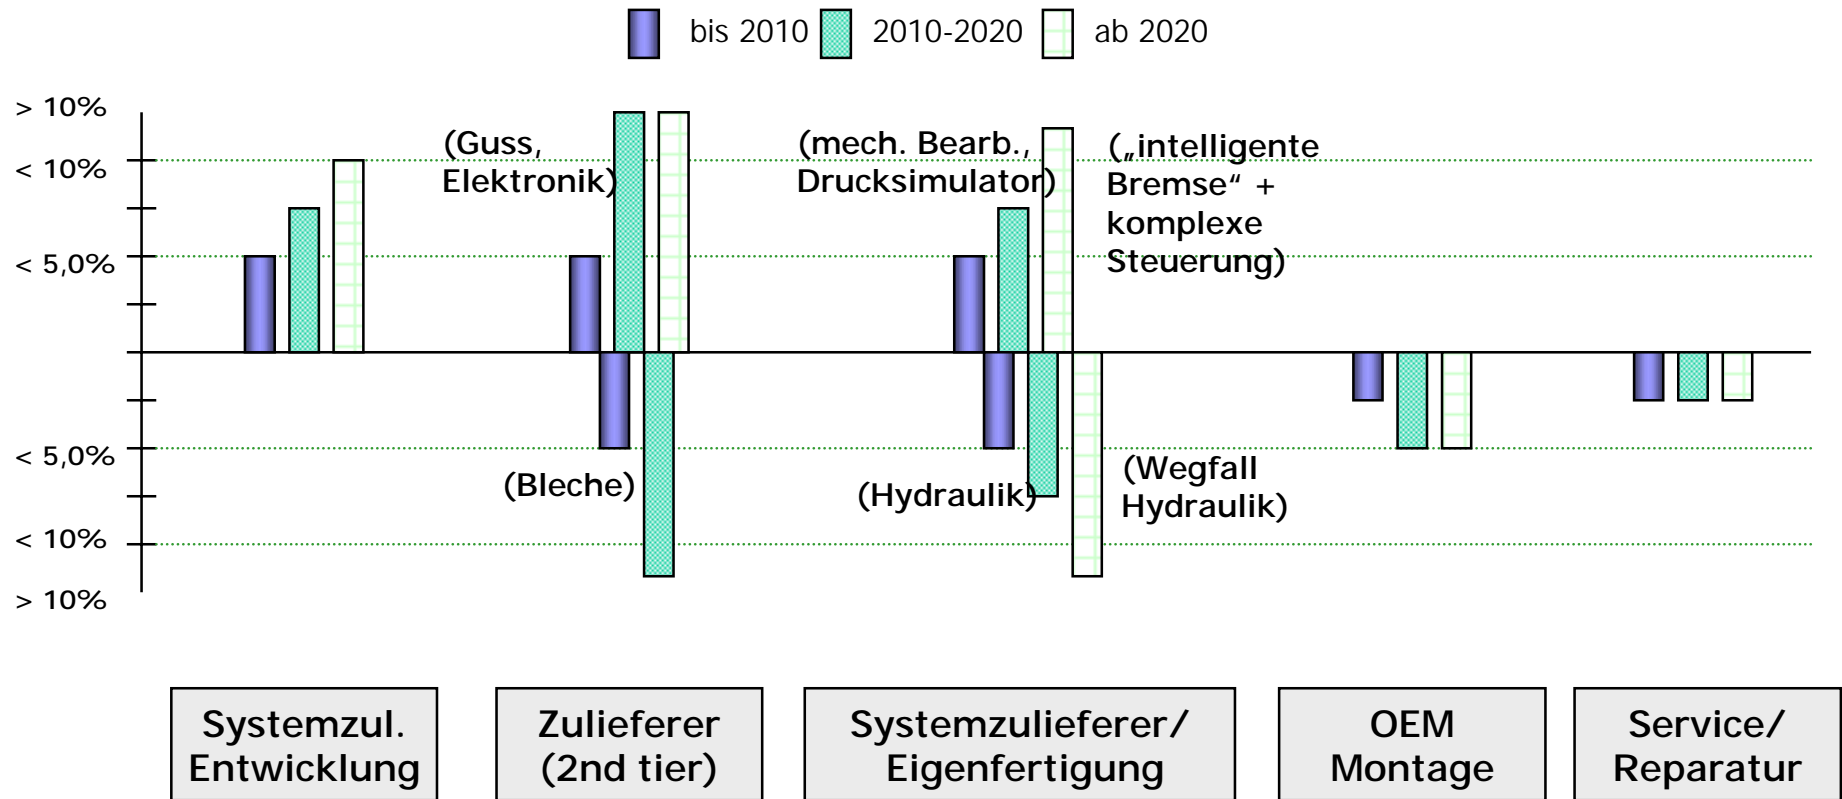 bis 2010 2010-2020 ab 2020
> 10%
< 10%
< 5,0%
< 5,0%
< 10%
> 10%
(Guss,
Elektronik)
(mech. Bearb.,
Drucksimulator)
(„intelligente
Bremse“ +
komplexe
Steuerung)
(Bleche)
(Hydraulik)
(Wegfall
Hydraulik)
Systemzul.
Entwicklung
Zulieferer
(2nd tier)
Systemzulieferer/
Eigenfertigung
OEM
Montage
Service/
Reparatur